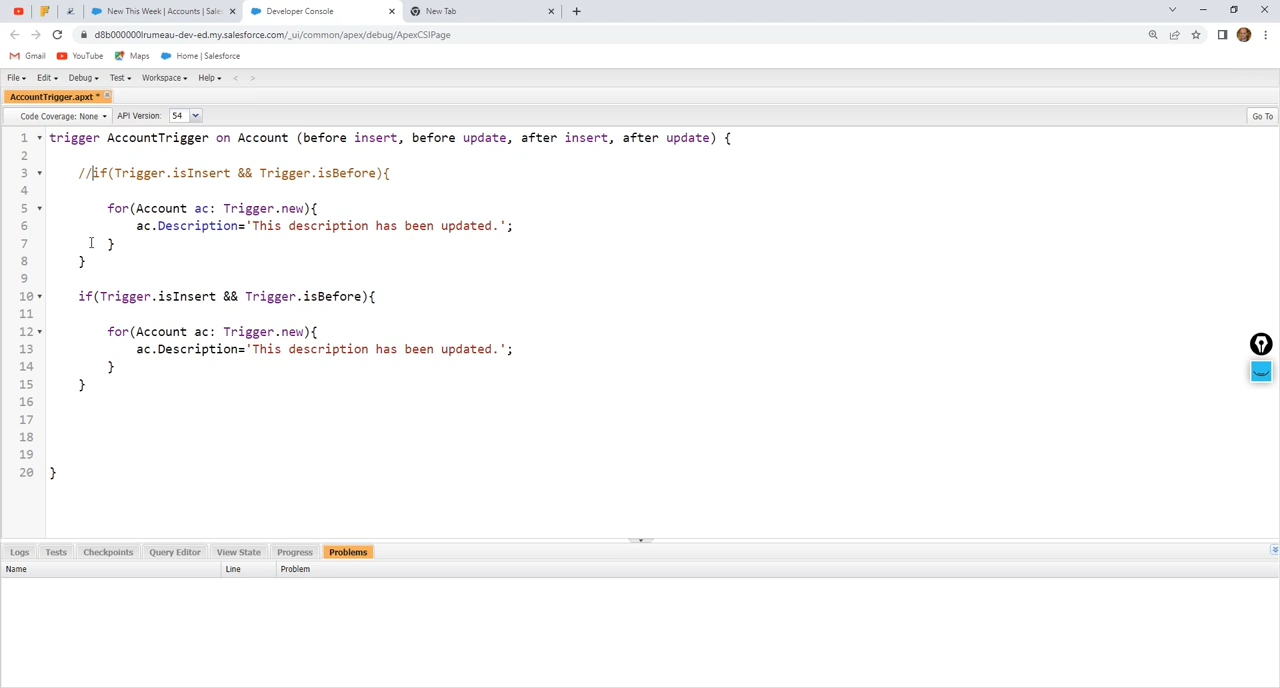 New This Week | Accounts | Sales
Developer Console
New Tab
d8b000000lrumeau-dev-ed.my.salesforce.com/_ui/common/apex/debug/ApexCSIPage
Gmail YouTube Maps Home | Salesforce
File Edit Debug Test Workspace Help < >
AccountTrigger.apxt *
Code Coverage: None API Version: 54 Go To
1 trigger AccountTrigger on Account (before insert, before update, after insert, after update) {
2
3 //if(Trigger.isInsert && Trigger.isBefore){
4
5 for(Account ac: Trigger.new){
6 ac.Description='This description has been updated.';
7 }
8 }
9
10 if(Trigger.isInsert && Trigger.isBefore){
11
12 for(Account ac: Trigger.new){
13 ac.Description='This description has been updated.';
14 }
15 }
16
17
18
19
20 }
Logs Tests Checkpoints Query Editor View State Progress Problems
Name Line Problem